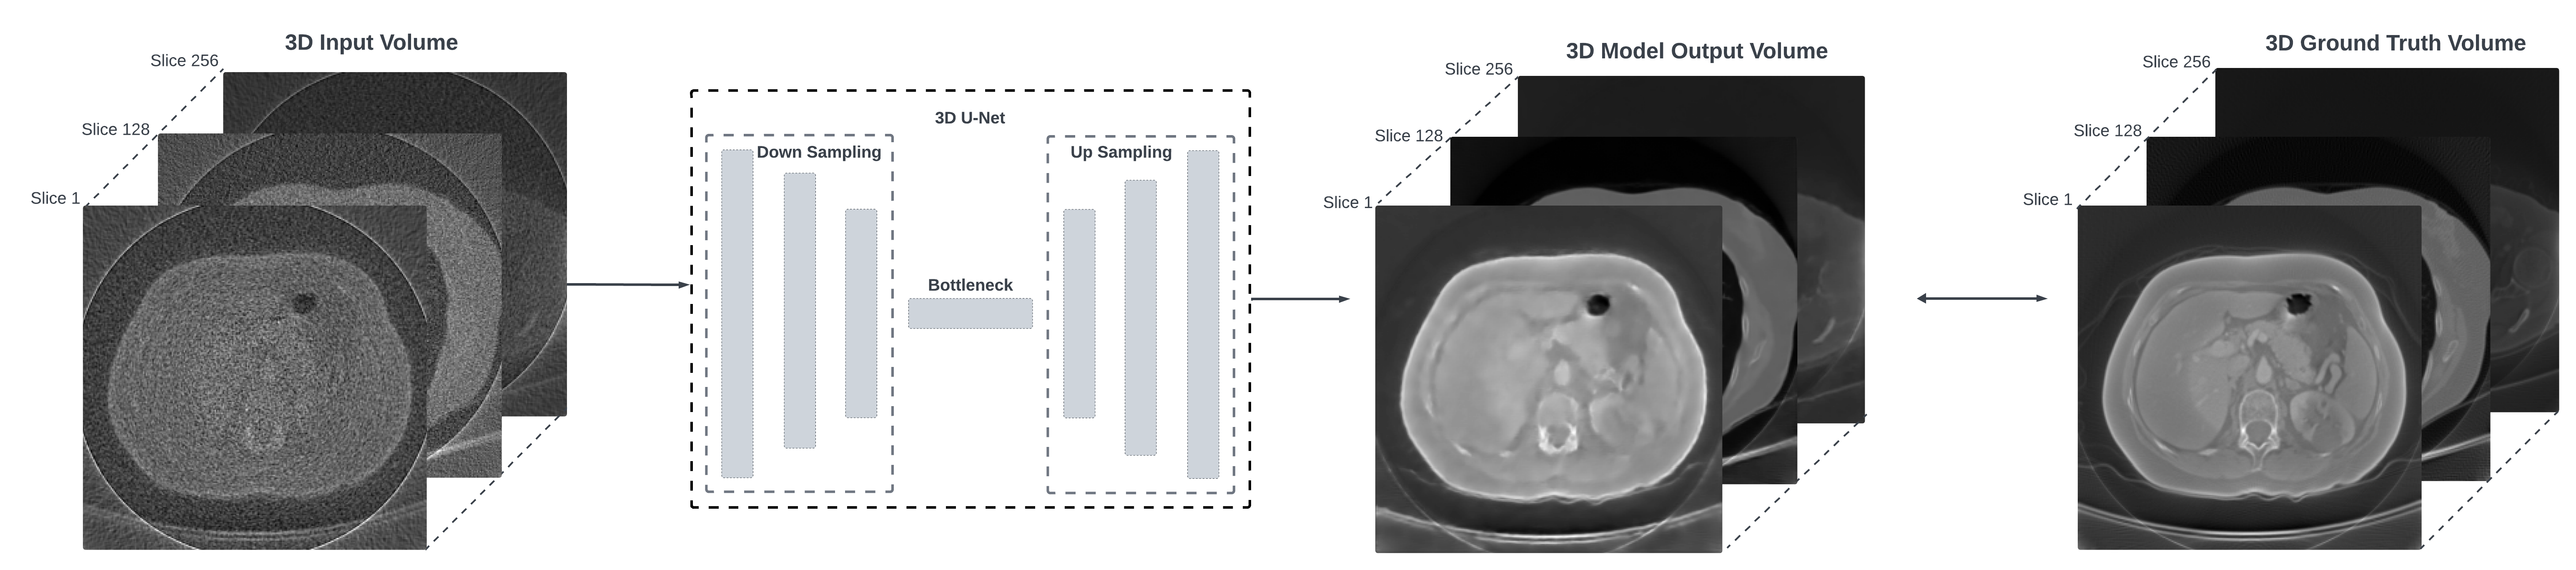 3D Input Volume
Slice 256
Slice 128
Slice 1
3D U-Net
Down Sampling
Bottleneck
Up Sampling
3D Model Output Volume
Slice 256
Slice 128
Slice 1
3D Ground Truth Volume
Slice 256
Slice 128
Slice 1